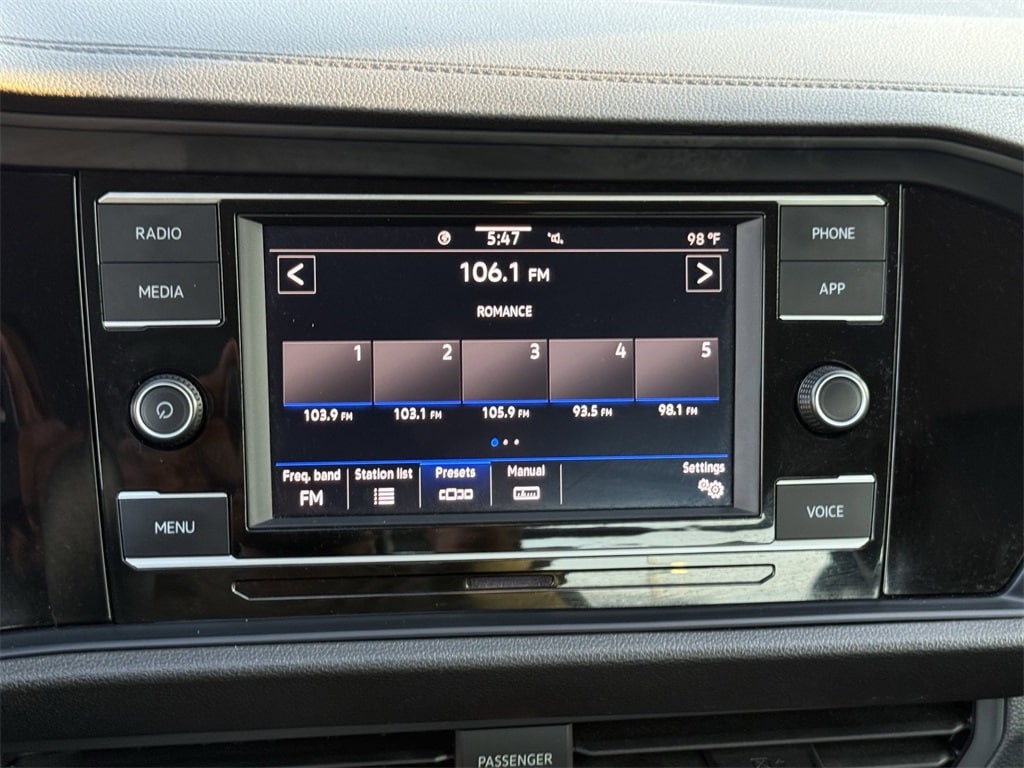 RADIO
MEDIA
MENU
5:47
98 °F
<
106.1 FM
>
ROMANCE
1 2 3 4 5
103.9 FM 103.1 FM 105.9 FM 93.5 FM 98.1 FM
Freq. band Station list Presets Manual Settings
FM
PHONE
APP
VOICE
PASSENGER